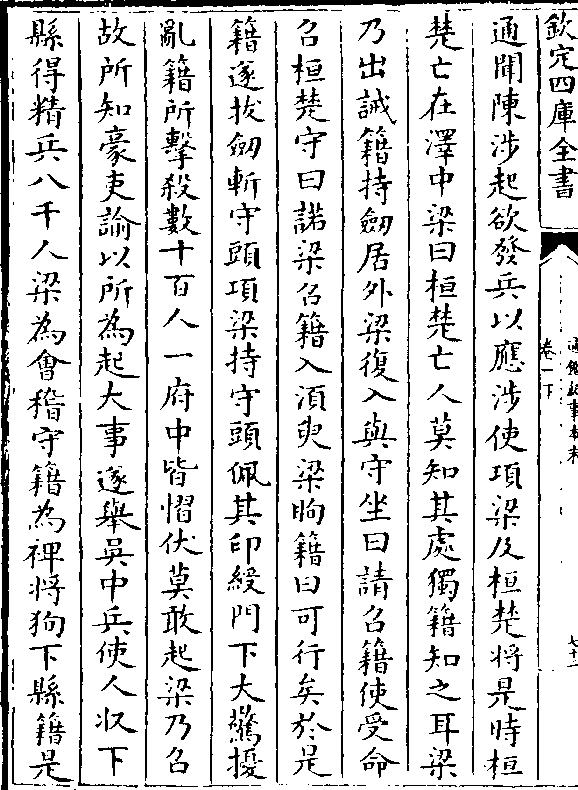 欽定四庫全書
通鑑紀事本末
卷一下
七十一
通聞陳涉起欲發兵以應涉使項梁及桓楚將是時桓
楚亡在澤中梁曰桓楚亡人莫知其處獨籍知之耳梁
乃出誡籍持劒居外梁復入與守坐曰請召籍使受命
召桓楚守曰諾梁召籍入須臾梁眴籍曰可行矣於是
籍遂拔劒斬守頭項梁持守頭佩其印綬門下大驚擾
亂籍所擊殺數十百人一府中皆慴伏莫敢起梁乃召
故所知豪吏諭以所為起大事遂舉吳中兵使人收下
縣得精兵八千人梁為會稽守籍為裨將狥下縣籍是